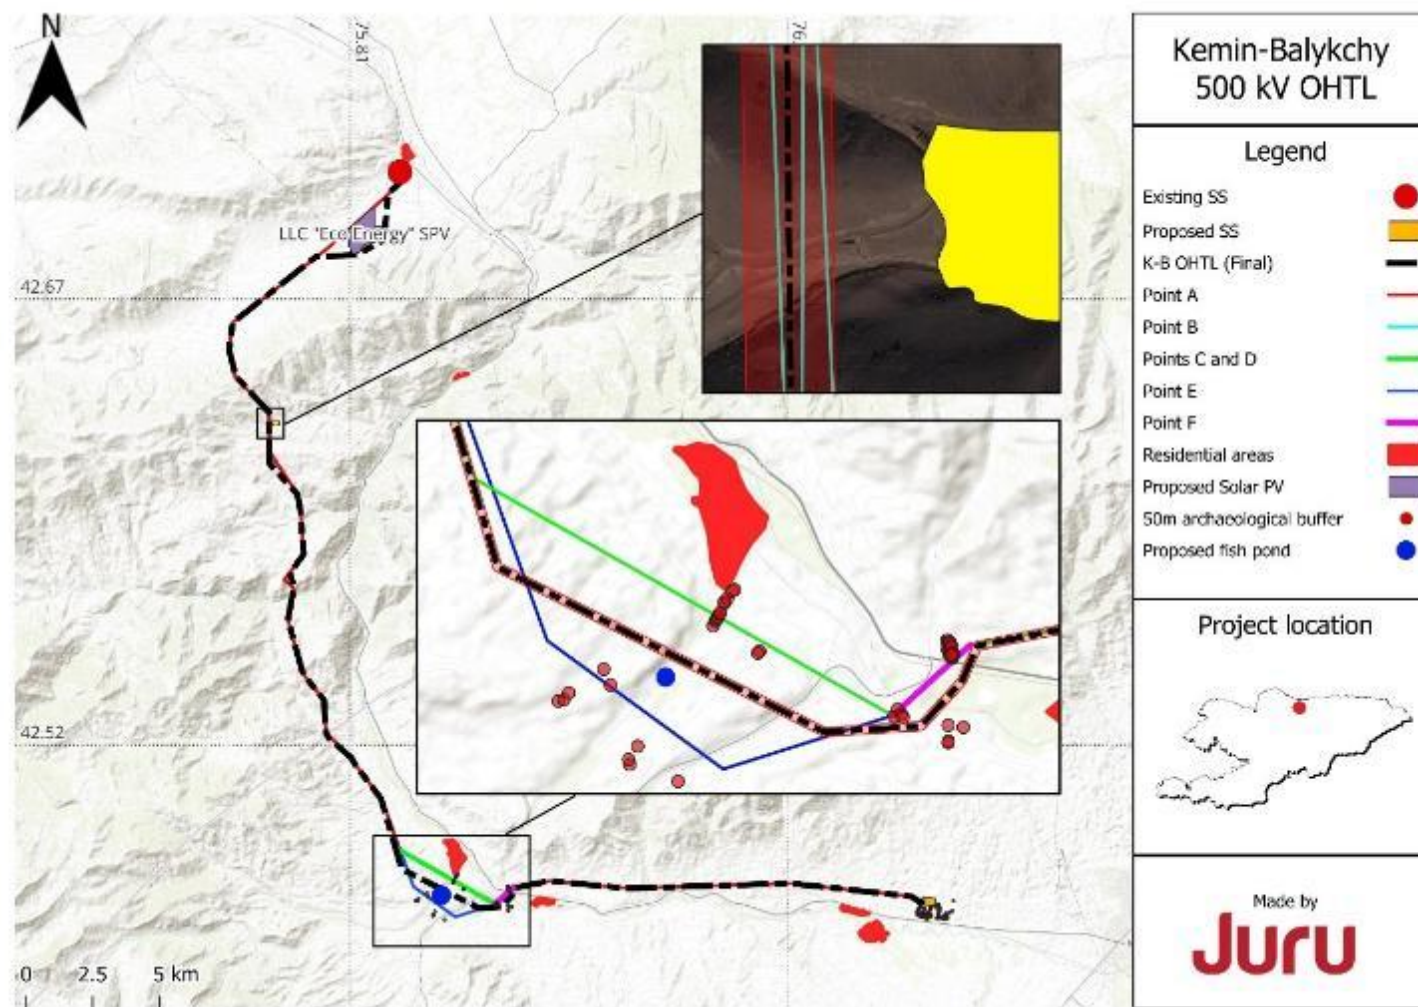 N
75.81
76.
Kemin-Balykchy
500 kV OHTL
Legend
Existing SS
Proposed SS
K-B OHTL (Final)
Point A
Point B
Points C and D
Point E
Point F
Residential areas
Proposed Solar PV
50m archaeological buffer
Proposed fish pond
LLC "Eco Energy" SPV
42.67
42.52
Project location
0 2.5 5 km
Made by
Juru